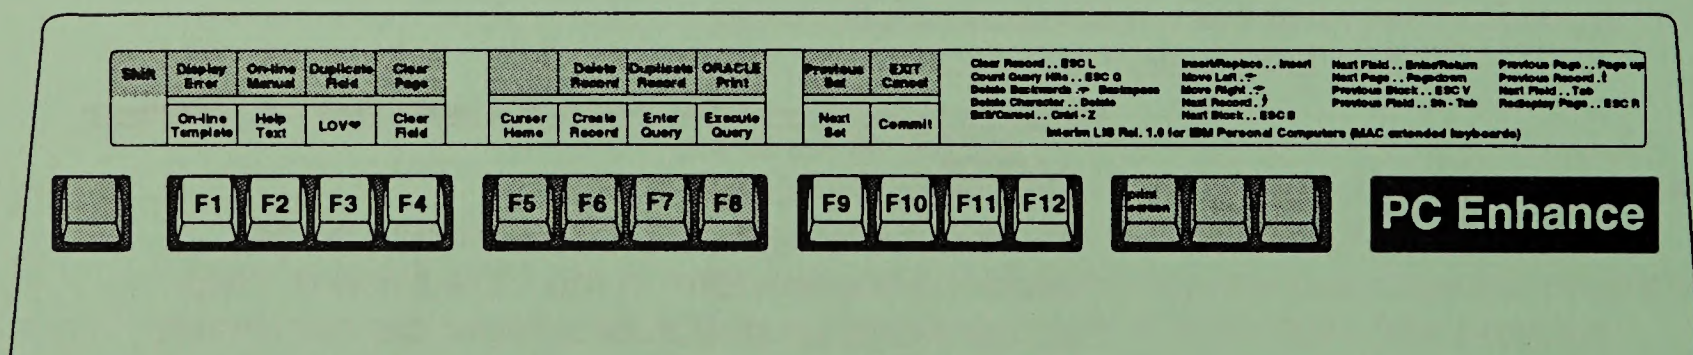 Shift Display Error On-line Manual Duplicate Field Clear Page Delete Record Duplicate Record ORACLE Print Previous Set EXIT Cancel
On-line Template Help Text LOV Clear Field Cursor Home Create Record Enter Query Execute Query Next Set Commit
Clear Record . . ESC L
Count Query Hits . . ESC Q
Delete Backwards . Backspace
Delete Character . . Delete
Exit/Cancel . . Cntrl - Z
Insert/Replace . . Insert
Move Left .
Move Right .
Next Record .
Next Block . . ESC B
Next Field . . Enter/Return
Next Page . . Pagedown
Previous Block . . ESC V
Previous Field . . Sh - Tab
Previous Page . . Page up
Previous Record .
Next Field . . Tab
Redisplay Page . . ESC R
Interim LIS Rel. 1.0 for IBM Personal Computers (MAC extended keyboards)
F1 F2 F3 F4 F5 F6 F7 F8 F9 F10 F11 F12 print screen
PC Enhance